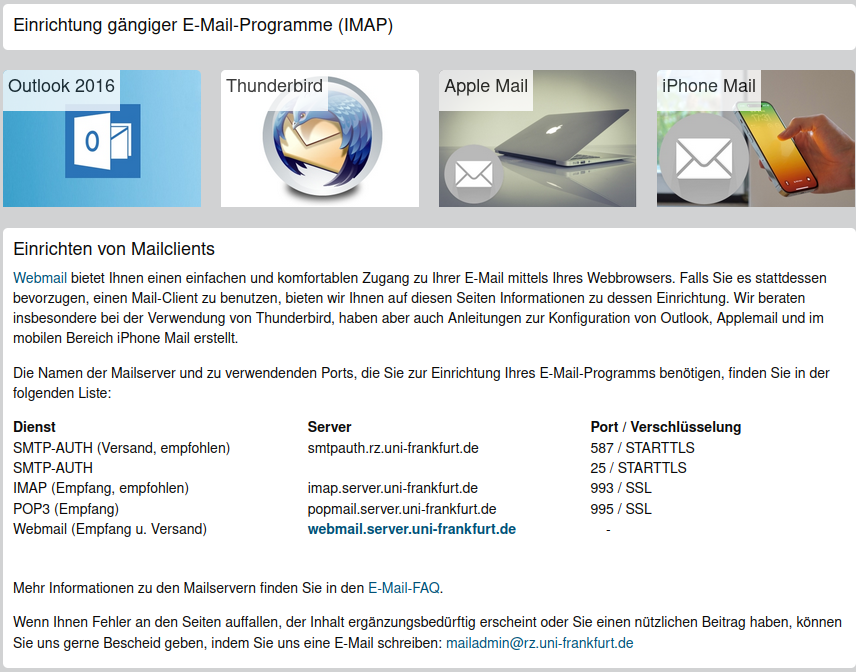 Einrichtung gängiger E-Mail-Programme (IMAP)
Outlook 2016
Thunderbird
Apple Mail
iPhone Mail
Einrichten von Mailclients
Webmail bietet Ihnen einen einfachen und komfortablen Zugang zu Ihrer E-Mail mittels Ihres Webbrowsers. Falls Sie es stattdessen
bevorzugen, einen Mail-Client zu benutzen, bieten wir Ihnen auf diesen Seiten Informationen zu dessen Einrichtung. Wir beraten
insbesondere bei der Verwendung von Thunderbird, haben aber auch Anleitungen zur Konfiguration von Outlook, Applemail und im
mobilen Bereich iPhone Mail erstellt.
Die Namen der Mailserver und zu verwendenden Ports, die Sie zur Einrichtung Ihres E-Mail-Programms benötigen, finden Sie in der
folgenden Liste:
Dienst Server Port / Verschlüsselung
SMTP-AUTH (Versand, empfohlen) smtpauth.rz.uni-frankfurt.de 587 / STARTTLS
SMTP-AUTH 25 / STARTTLS
IMAP (Empfang, empfohlen) imap.server.uni-frankfurt.de 993 / SSL
POP3 (Empfang) popmail.server.uni-frankfurt.de 995 / SSL
Webmail (Empfang u. Versand) webmail.server.uni-frankfurt.de -
Mehr Informationen zu den Mailservern finden Sie in den E-Mail-FAQ.
Wenn Ihnen Fehler an den Seiten auffallen, der Inhalt ergänzungsbedürftig erscheint oder Sie einen nützlichen Beitrag haben, können
Sie uns gerne Bescheid geben, indem Sie uns eine E-Mail schreiben: mailadmin@rz.uni-frankfurt.de